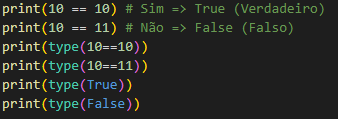 print(10 == 10) # Sim => True (Verdadeiro)
print(10 == 11) # Não => False (Falso)
print(type(10==10))
print(type(10==11))
print(type(True))
print(type(False))